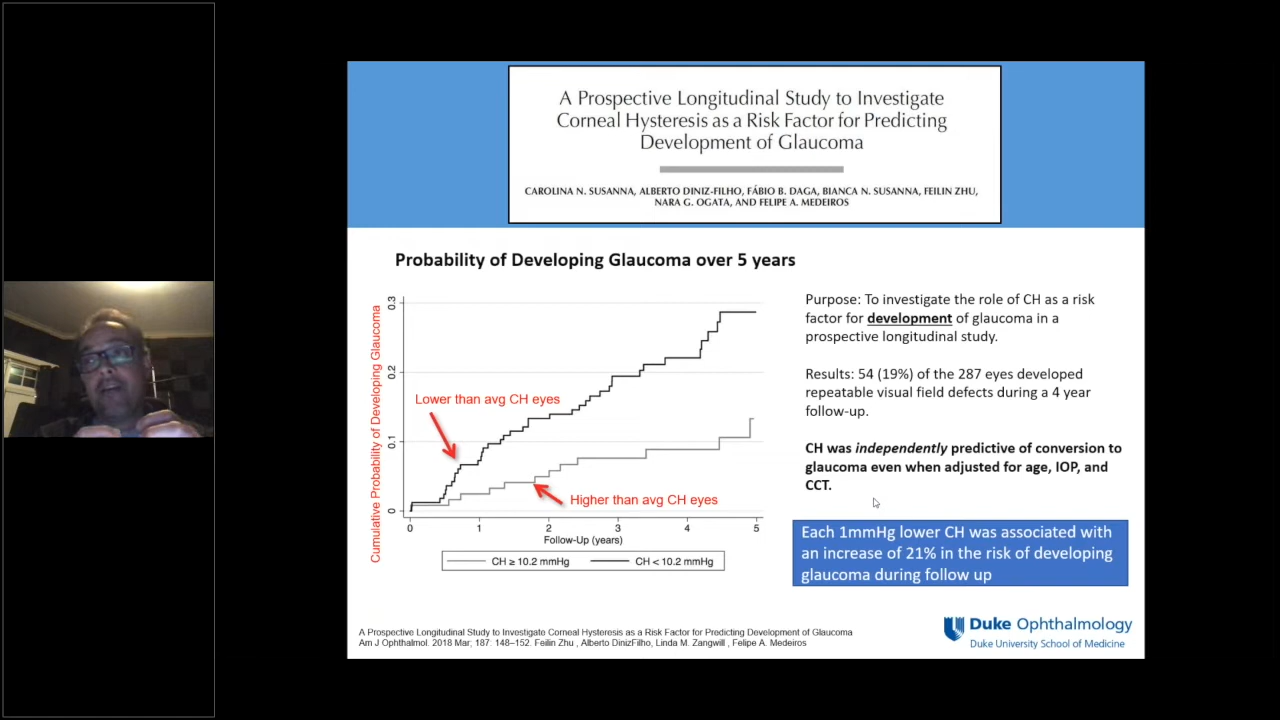 A Prospective Longitudinal Study to Investigate
Corneal Hysteresis as a Risk Factor for Predicting
Development of Glaucoma
CAROLINA N. SUSANNA, ALBERTO DINIZ-FILHO, FÁBIO B. DAGA, BIANCA N. SUSANNA, FEILIN ZHU,
NARA G. OGATA, AND FELIPE A. MEDEIROS
Probability of Developing Glaucoma over 5 years
Cumulative Probability of Developing Glaucoma
0.3
0.2
0.1
0
Lower than avg CH eyes
Higher than avg CH eyes
0 1 2 3 4 5
Follow-Up (years)
CH ≥ 10.2 mmHg CH < 10.2 mmHg
Purpose: To investigate the role of CH as a risk
factor for development of glaucoma in a
prospective longitudinal study.
Results: 54 (19%) of the 287 eyes developed
repeatable visual field defects during a 4 year
follow-up.
CH was independently predictive of conversion to
glaucoma even when adjusted for age, IOP, and
CCT.
Each 1mmHg lower CH was associated with
an increase of 21% in the risk of developing
glaucoma during follow up
A Prospective Longitudinal Study to Investigate Corneal Hysteresis as a Risk Factor for Predicting Development of Glaucoma
Am J Ophthalmol. 2018 Mar; 187: 148–152. Feilin Zhu , Alberto DinizFilho, Linda M. Zangwill , Felipe A. Medeiros
Duke Ophthalmology
Duke University School of Medicine